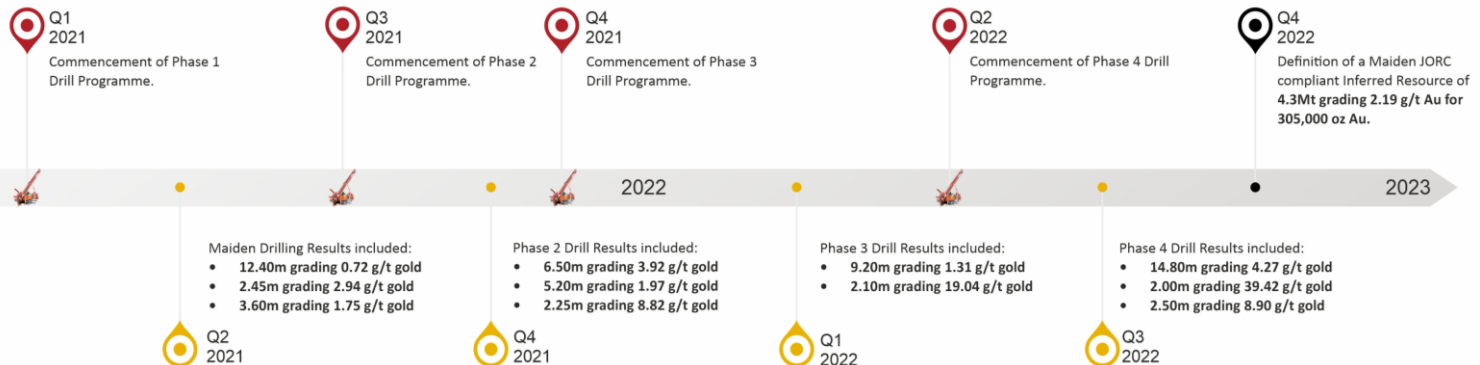 Q1
2021
Commencement of Phase 1
Drill Programme.
Q3
2021
Commencement of Phase 2
Drill Programme.
Q4
2021
Commencement of Phase 3
Drill Programme.
Q2
2022
Commencement of Phase 4 Drill
Programme.
Q4
2022
Definition of a Maiden JORC
compliant Inferred Resource of
4.3Mt grading 2.19 g/t Au for
305,000 oz Au.
2022
2023
Maiden Drilling Results included:
• 12.40m grading 0.72 g/t gold
• 2.45m grading 2.94 g/t gold
• 3.60m grading 1.75 g/t gold
Q2
2021
Phase 2 Drill Results included:
• 6.50m grading 3.92 g/t gold
• 5.20m grading 1.97 g/t gold
• 2.25m grading 8.82 g/t gold
Q4
2021
Phase 3 Drill Results included:
• 9.20m grading 1.31 g/t gold
• 2.10m grading 19.04 g/t gold
Q1
2022
Phase 4 Drill Results included:
• 14.80m grading 4.27 g/t gold
• 2.00m grading 39.42 g/t gold
• 2.50m grading 8.90 g/t gold
Q3
2022